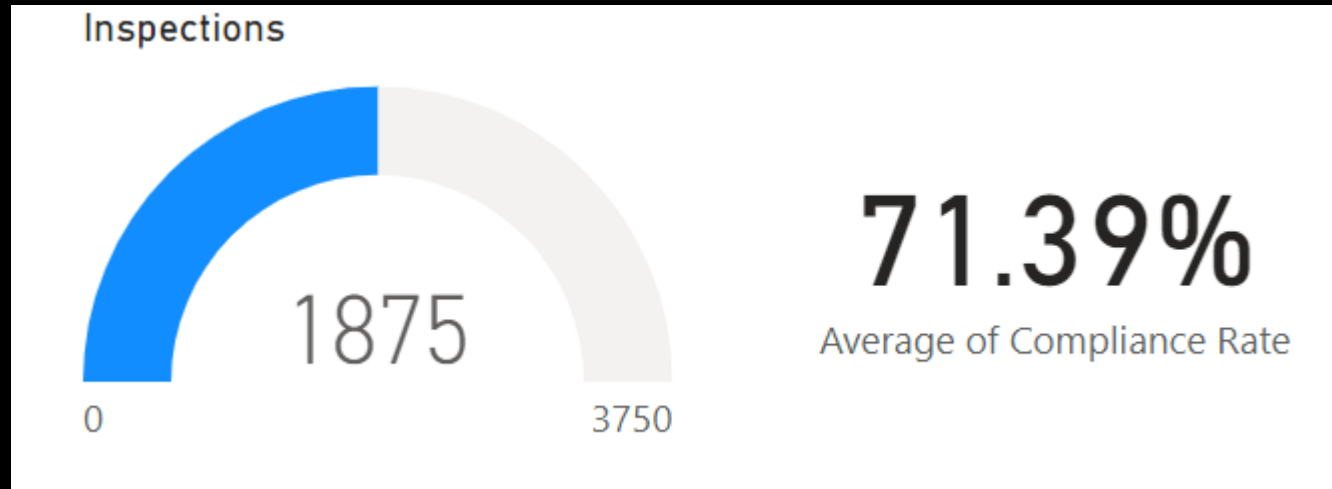 Inspections
1875
0
3750
71.39%
Average of Compliance Rate